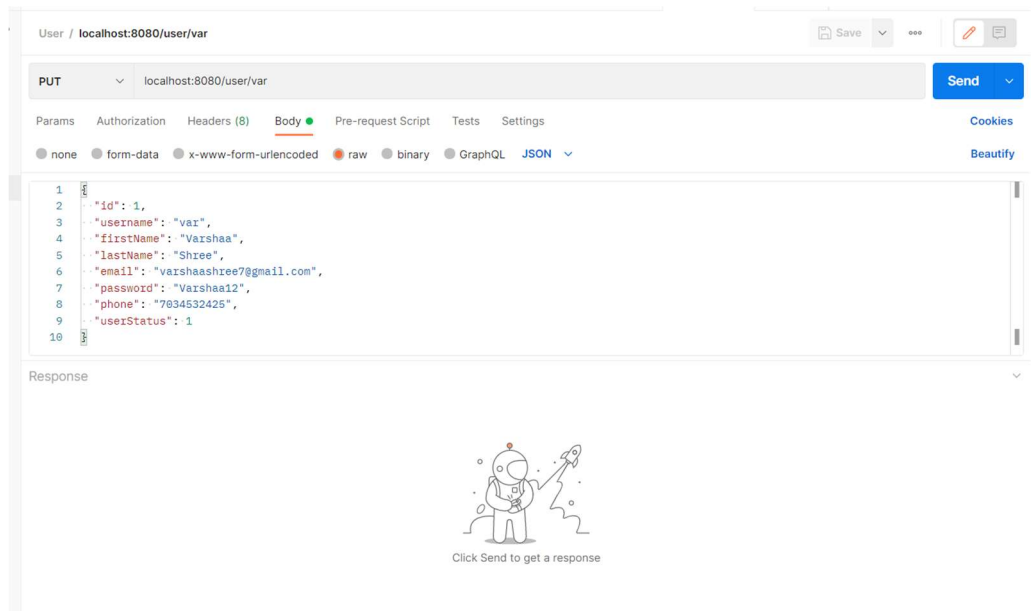 User / localhost:8080/user/var
Save
PUT localhost:8080/user/var Send
Params Authorization Headers (8) Body Pre-request Script Tests Settings Cookies
none form-data x-www-form-urlencoded raw binary GraphQL JSON Beautify
1 {
2 "id": 1,
3 "username": "var",
4 "firstName": "Varshaa",
5 "lastName": "Shree",
6 "email": "varshaashree7@gmail.com",
7 "password": "Varshaa12",
8 "phone": "7034532425",
9 "userStatus": 1
10 }
Response
Click Send to get a response